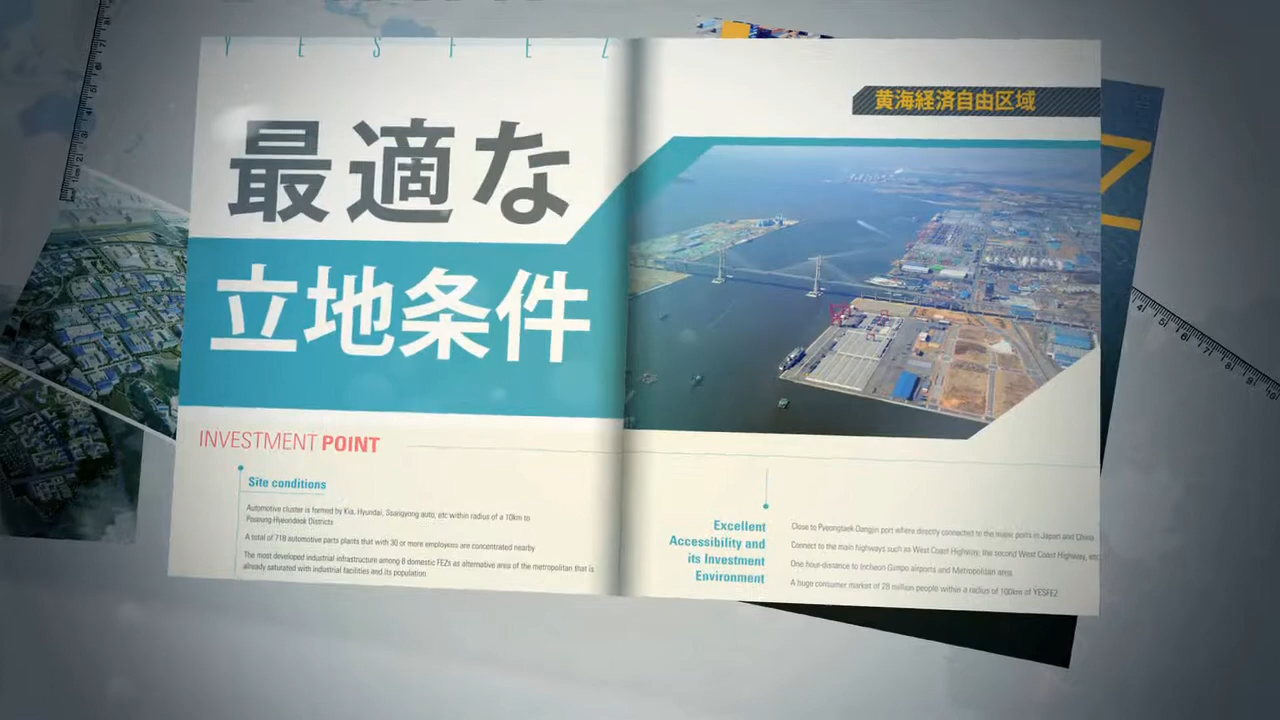 YESFEZ
最適な
立地条件
INVESTMENT POINT
Site conditions
Automotive cluster is formed by Kia, Hyundai, Ssangyong auto, etc within radius of a 10km to
Poseung·Hyeondeok Districts
A total of 718 automotive parts plants that with 30 or more employees are concentrated nearby
The most developed industrial infrastructure among 8 domestic FEZs as alternative area of the metropolitan that is
already saturated with industrial facilities and its population
黄海経済自由区域
Excellent
Accessibility and
its Investment
Environment
Close to Pyeongtaek·Dangjin port where directly connected to the major ports in Japan and China
Connect to the main highways such as West Coast Highway, the second West Coast Highway, etc
One hour-distance to Incheon·Gimpo airports and Metropolitan area
A huge consumer market of 28 million people within a radius of 100km of YESFEZ
Z
4 5 6 7 8 9 10